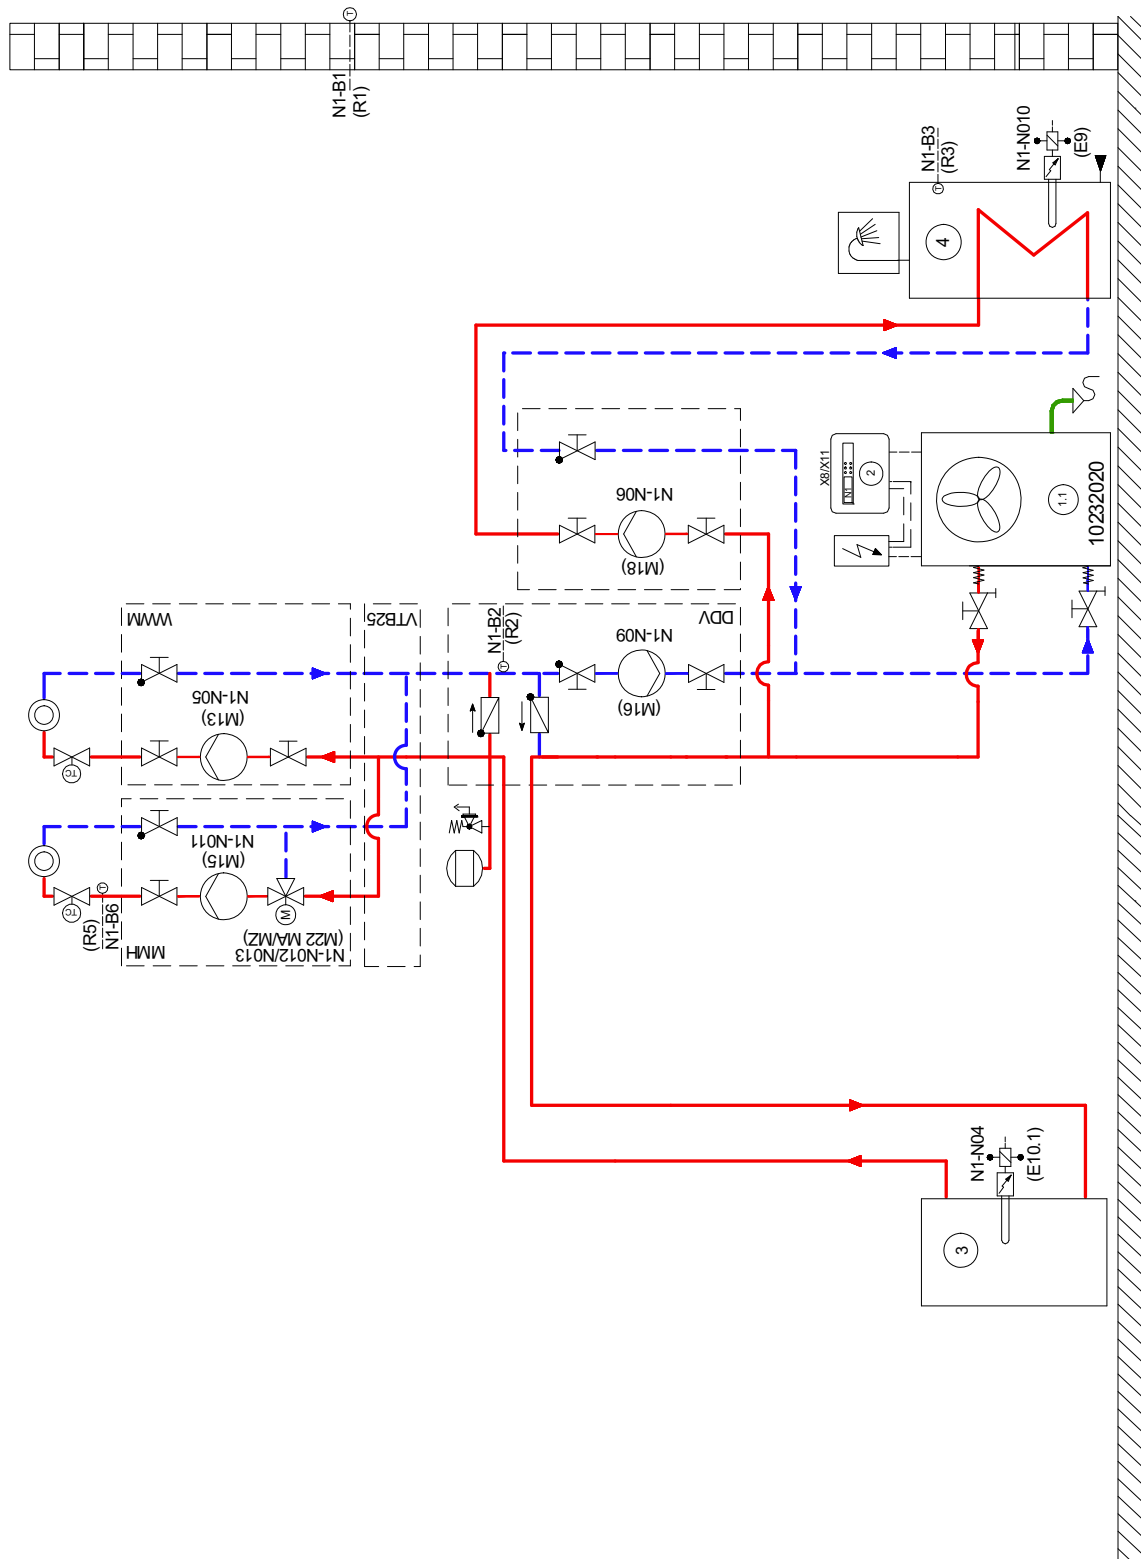 N1-B1
(R1)
N1-B3
(R3)
N1-N010
(E9)
4
N1-N06
(M18)
X8/X11
N1
2
1.1
10232020
WWM
N1-N05
(M13)
TC
VTB25
N1-B2
(R2)
DDV
N1-N09
(M16)
MMH
N1-N011
(M15)
TC
(R5)
N1-B6
M
N1-N012/N013
(M22 MA/MZ)
N1-N04
(E10.1)
3
T
T
T
T